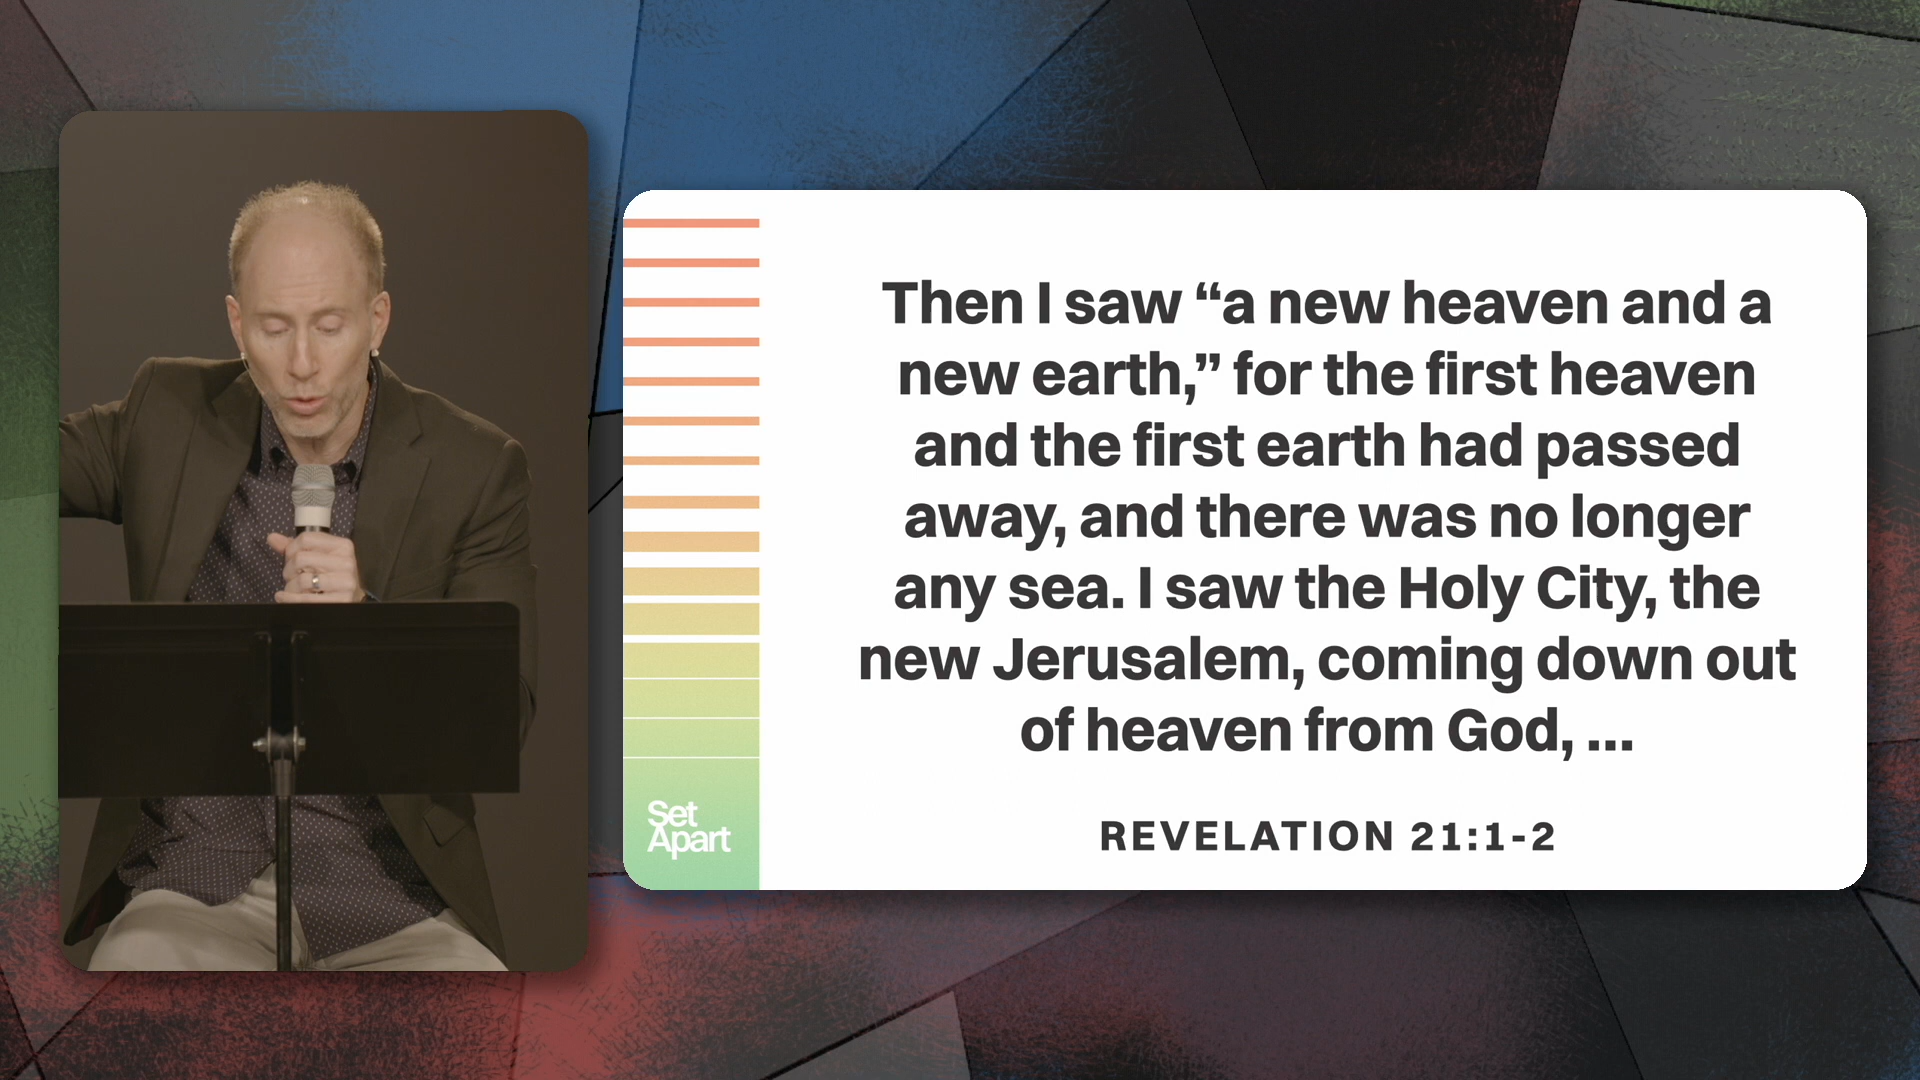 Then I saw “a new heaven and a
new earth,” for the first heaven
and the first earth had passed
away, and there was no longer
any sea. I saw the Holy City, the
new Jerusalem, coming down out
of heaven from God, ...
REVELATION 21:1-2
Set
Apart